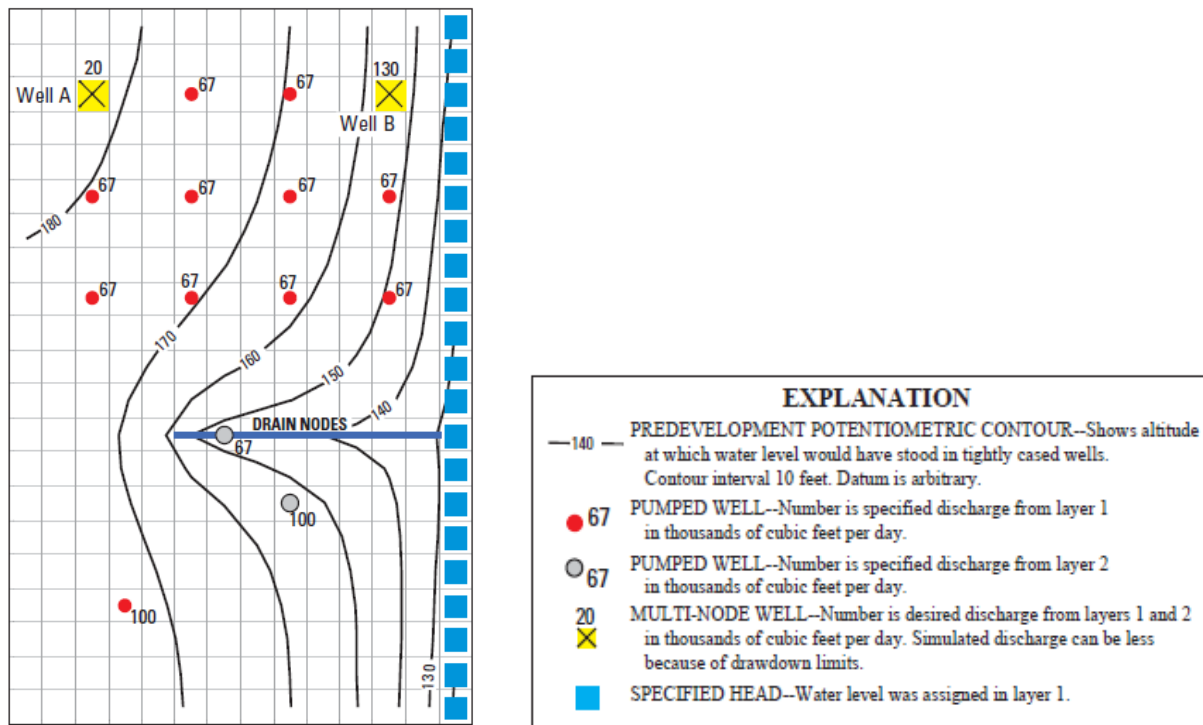 20
67
67
130
Well A
Well B
67
67
67
67
180
67
67
67
67
170
160
150
140
DRAIN NODES
67
100
100
130
EXPLANATION
140 PREDEVELOPMENT POTENTIOMETRIC CONTOUR--Shows altitude
at which water level would have stood in tightly cased wells.
Contour interval 10 feet. Datum is arbitrary.
67 PUMPED WELL--Number is specified discharge from layer 1
in thousands of cubic feet per day.
67 PUMPED WELL--Number is specified discharge from layer 2
in thousands of cubic feet per day.
20 MULTI-NODE WELL--Number is desired discharge from layers 1 and 2
in thousands of cubic feet per day. Simulated discharge can be less
because of drawdown limits.
SPECIFIED HEAD--Water level was assigned in layer 1.